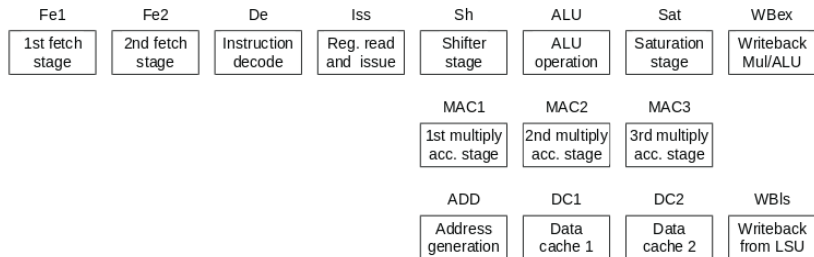 Fe1 Fe2 De Iss Sh ALU Sat WBex
1st fetch 2nd fetch Instruction Reg. read Shifter ALU Saturation Writeback
stage stage decode and issue stage operation stage Mul/ALU
MAC1 MAC2 MAC3
1st multiply 2nd multiply 3rd multiply
acc. stage acc. stage acc. stage
ADD DC1 DC2 WBls
Address Data Data Writeback
generation cache 1 cache 2 from LSU